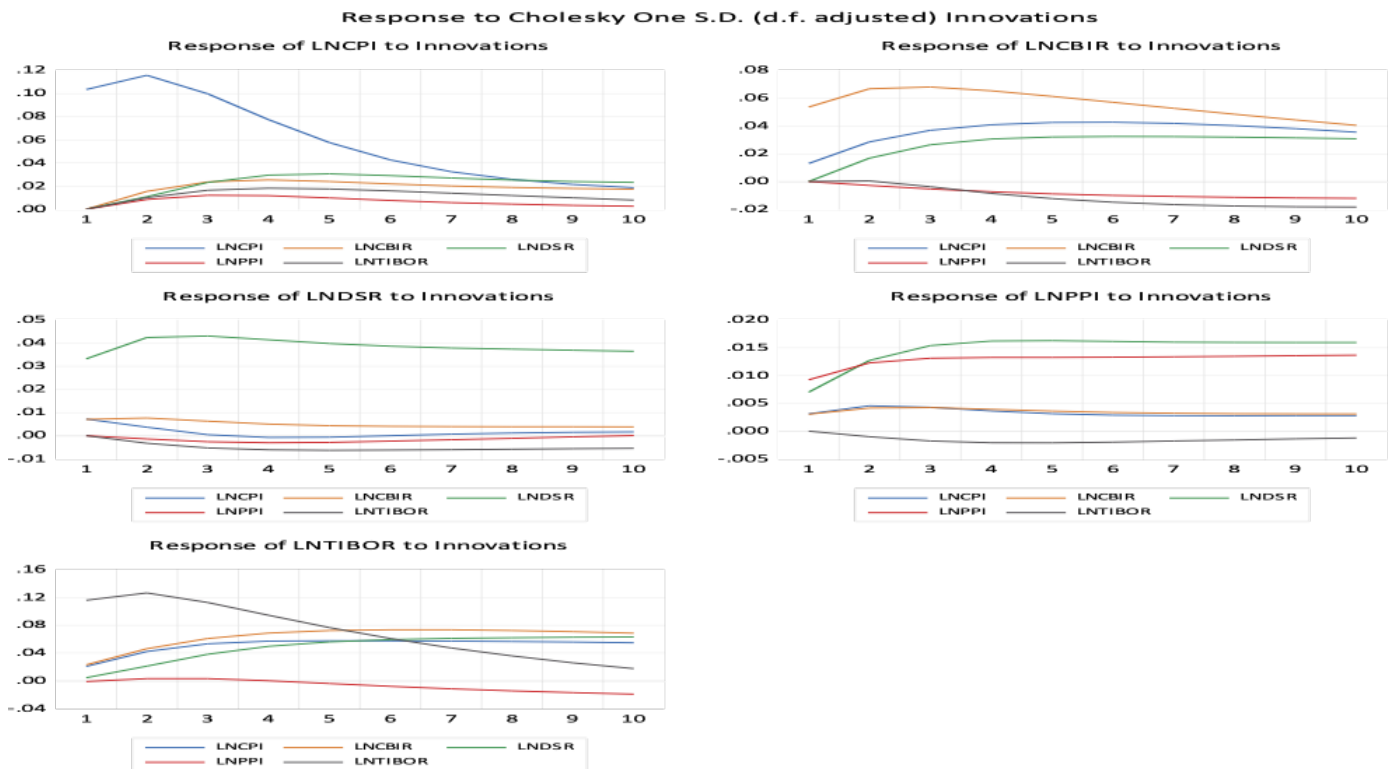 Response to Cholesky One S.D. (d.f. adjusted) Innovations
Response of LNCPI to Innovations
.12
.10
.08
.06
.04
.02
.00
1 2 3 4 5 6 7 8 9 10
LNCPI LNCBIR LNDSR
LNPPI LNTIBOR
Response of LNCBIR to Innovations
.08
.06
.04
.02
.00
-.02
1 2 3 4 5 6 7 8 9 10
LNCPI LNCBIR LNDSR
LNPPI LNTIBOR
Response of LNDSR to Innovations
.05
.04
.03
.02
.01
.00
-.01
1 2 3 4 5 6 7 8 9 10
LNCPI LNCBIR LNDSR
LNPPI LNTIBOR
Response of LNPPI to Innovations
.020
.015
.010
.005
.000
-.005
1 2 3 4 5 6 7 8 9 10
LNCPI LNCBIR LNDSR
LNPPI LNTIBOR
Response of LNTIBOR to Innovations
.16
.12
.08
.04
.00
-.04
1 2 3 4 5 6 7 8 9 10
LNCPI LNCBIR LNDSR
LNPPI LNTIBOR